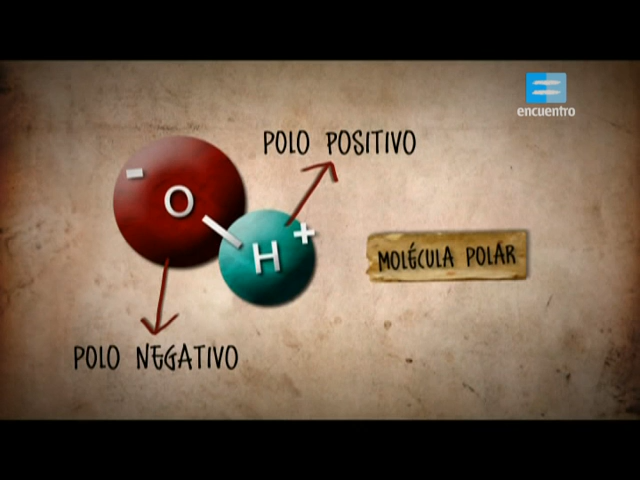 encuentro
POLO POSITIVO
-
O
H +
MOLÉCULA POLAR
POLO NEGATIVO